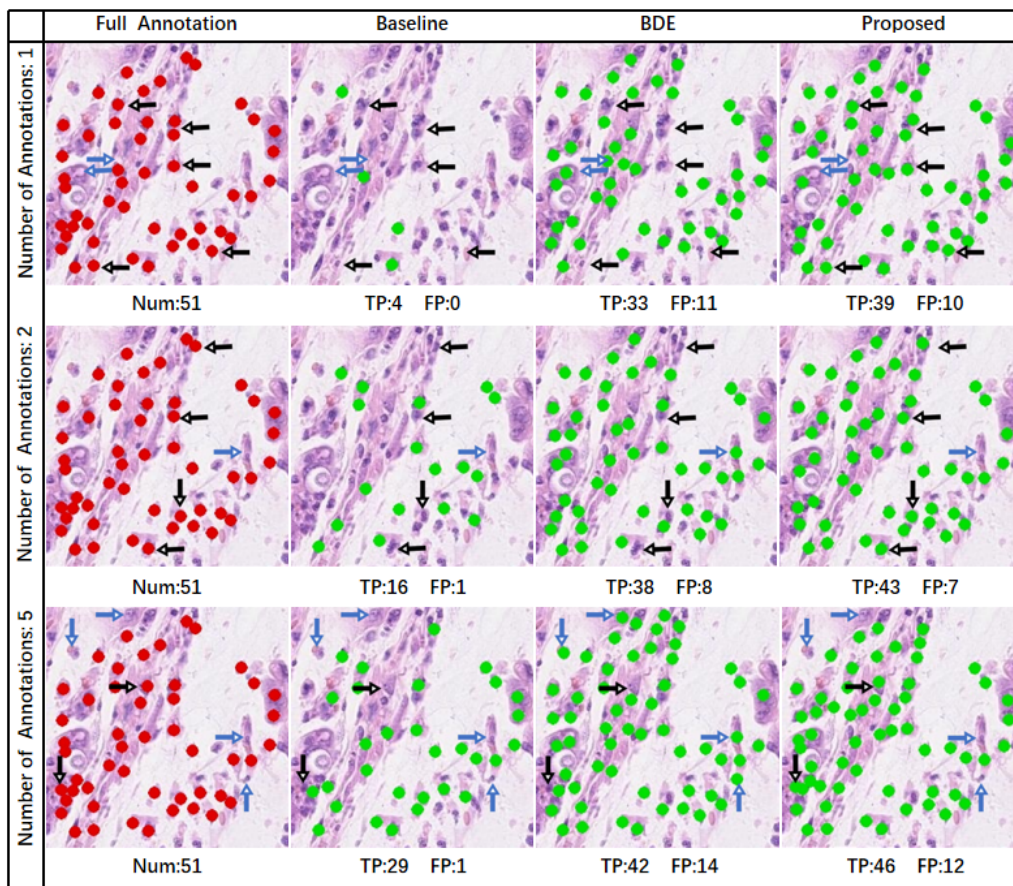 Full Annotation Baseline BDE Proposed
Number of Annotations: 1
Num:51 TP:4 FP:0 TP:33 FP:11 TP:39 FP:10
Number of Annotations: 2
Num:51 TP:16 FP:1 TP:38 FP:8 TP:43 FP:7
Number of Annotations: 5
Num:51 TP:29 FP:1 TP:42 FP:14 TP:46 FP:12